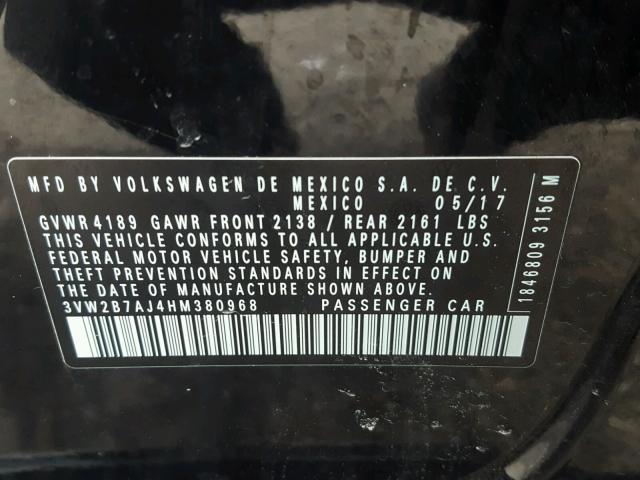 MFD BY VOLKSWAGEN DE MEXICO S.A. DE C.V.
MEXICO 05/17
GVWR 4189 GAWR FRONT 2138 / REAR 2161 LBS
THIS VEHICLE CONFORMS TO ALL APPLICABLE U.S.
FEDERAL MOTOR VEHICLE SAFETY, BUMPER AND
THEFT PREVENTION STANDARDS IN EFFECT ON
THE DATE OF MANUFACTURE SHOWN ABOVE.
3VW2B7AJ4HM380968 PASSENGER CAR
1846809 3156 M